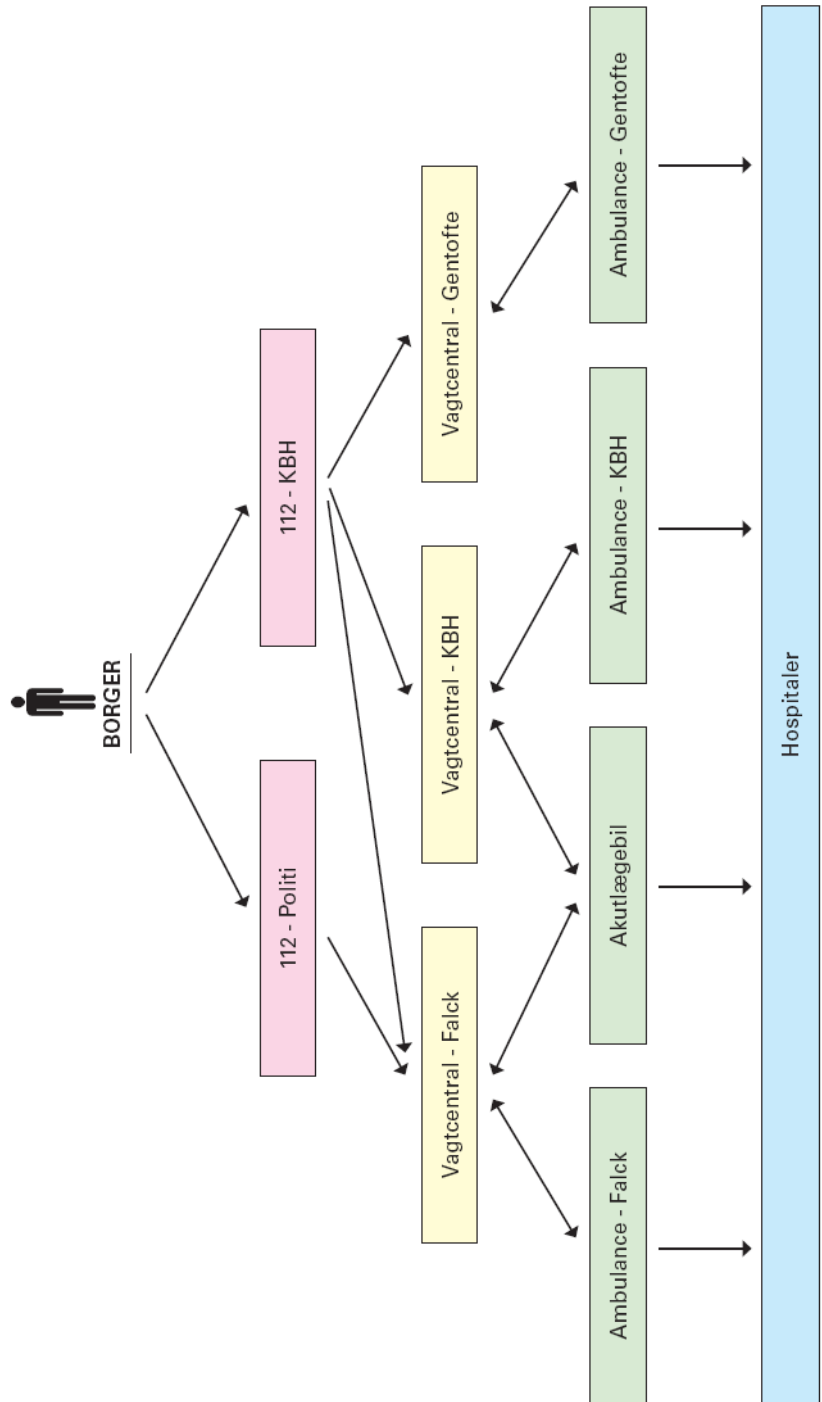 BORGER
112 - Politi
112 - KBH
Vagtcentral - Falck
Vagtcentral - KBH
Vagtcentral - Gentofte
Ambulance - Falck
Akutlægebil
Ambulance - KBH
Ambulance - Gentofte
Hospitaler